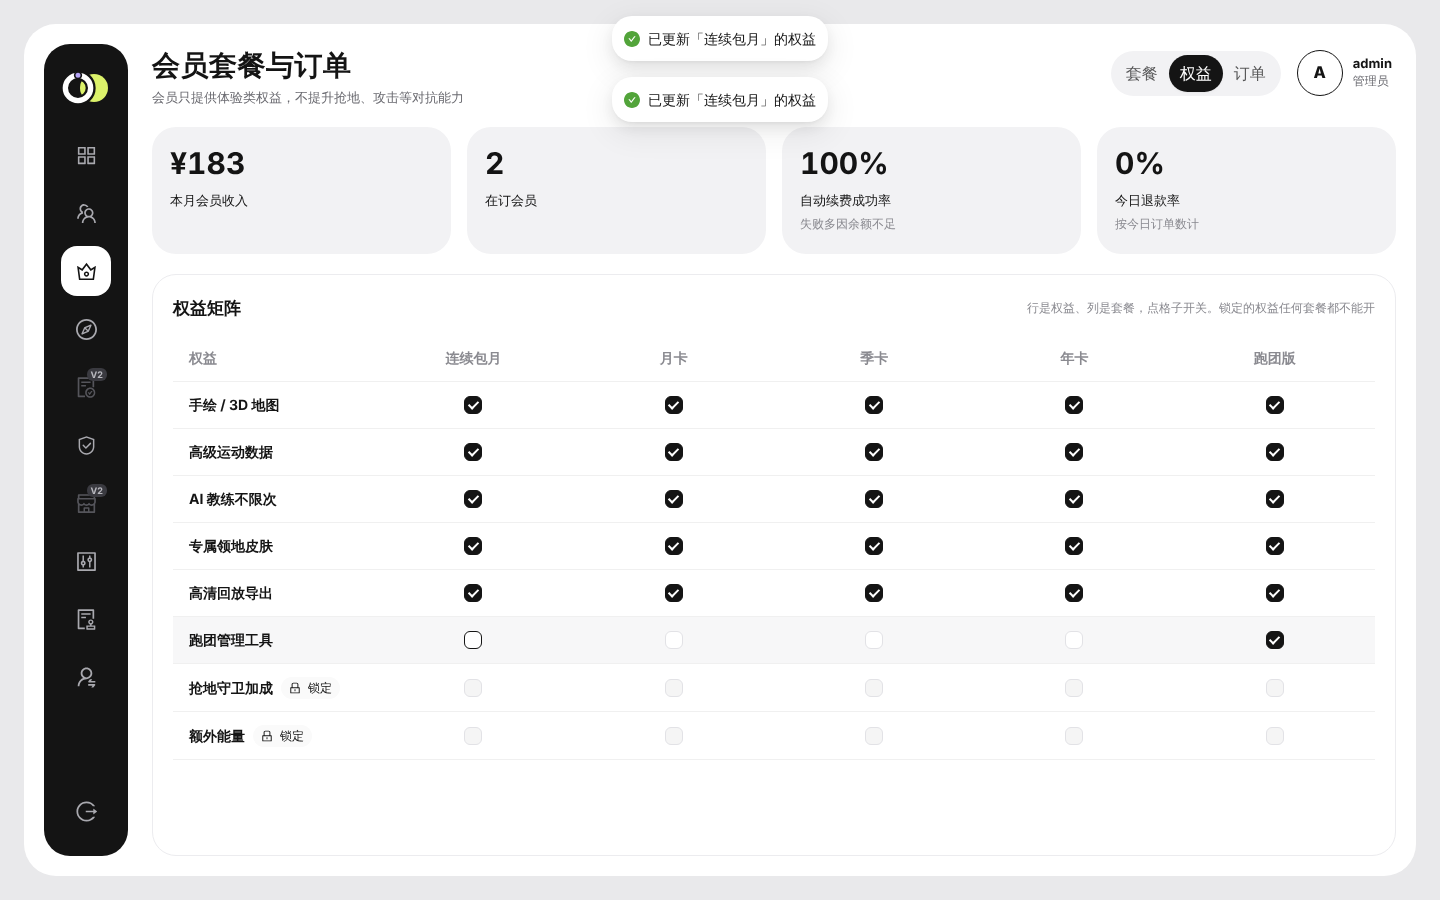 已更新「连续包月」的权益
已更新「连续包月」的权益
会员套餐与订单
会员只提供体验类权益，不提升抢地、攻击等对抗能力
套餐 权益 订单
A
admin
管理员
V2
V2
¥183
本月会员收入
2
在订会员
100%
自动续费成功率
失败多因余额不足
0%
今日退款率
按今日订单数计
权益矩阵
行是权益、列是套餐，点格子开关。锁定的权益任何套餐都不能开
权益 连续包月 月卡 季卡 年卡 跑团版
手绘 / 3D 地图
高级运动数据
AI 教练不限次
专属领地皮肤
高清回放导出
跑团管理工具
抢地守卫加成 锁定
额外能量 锁定